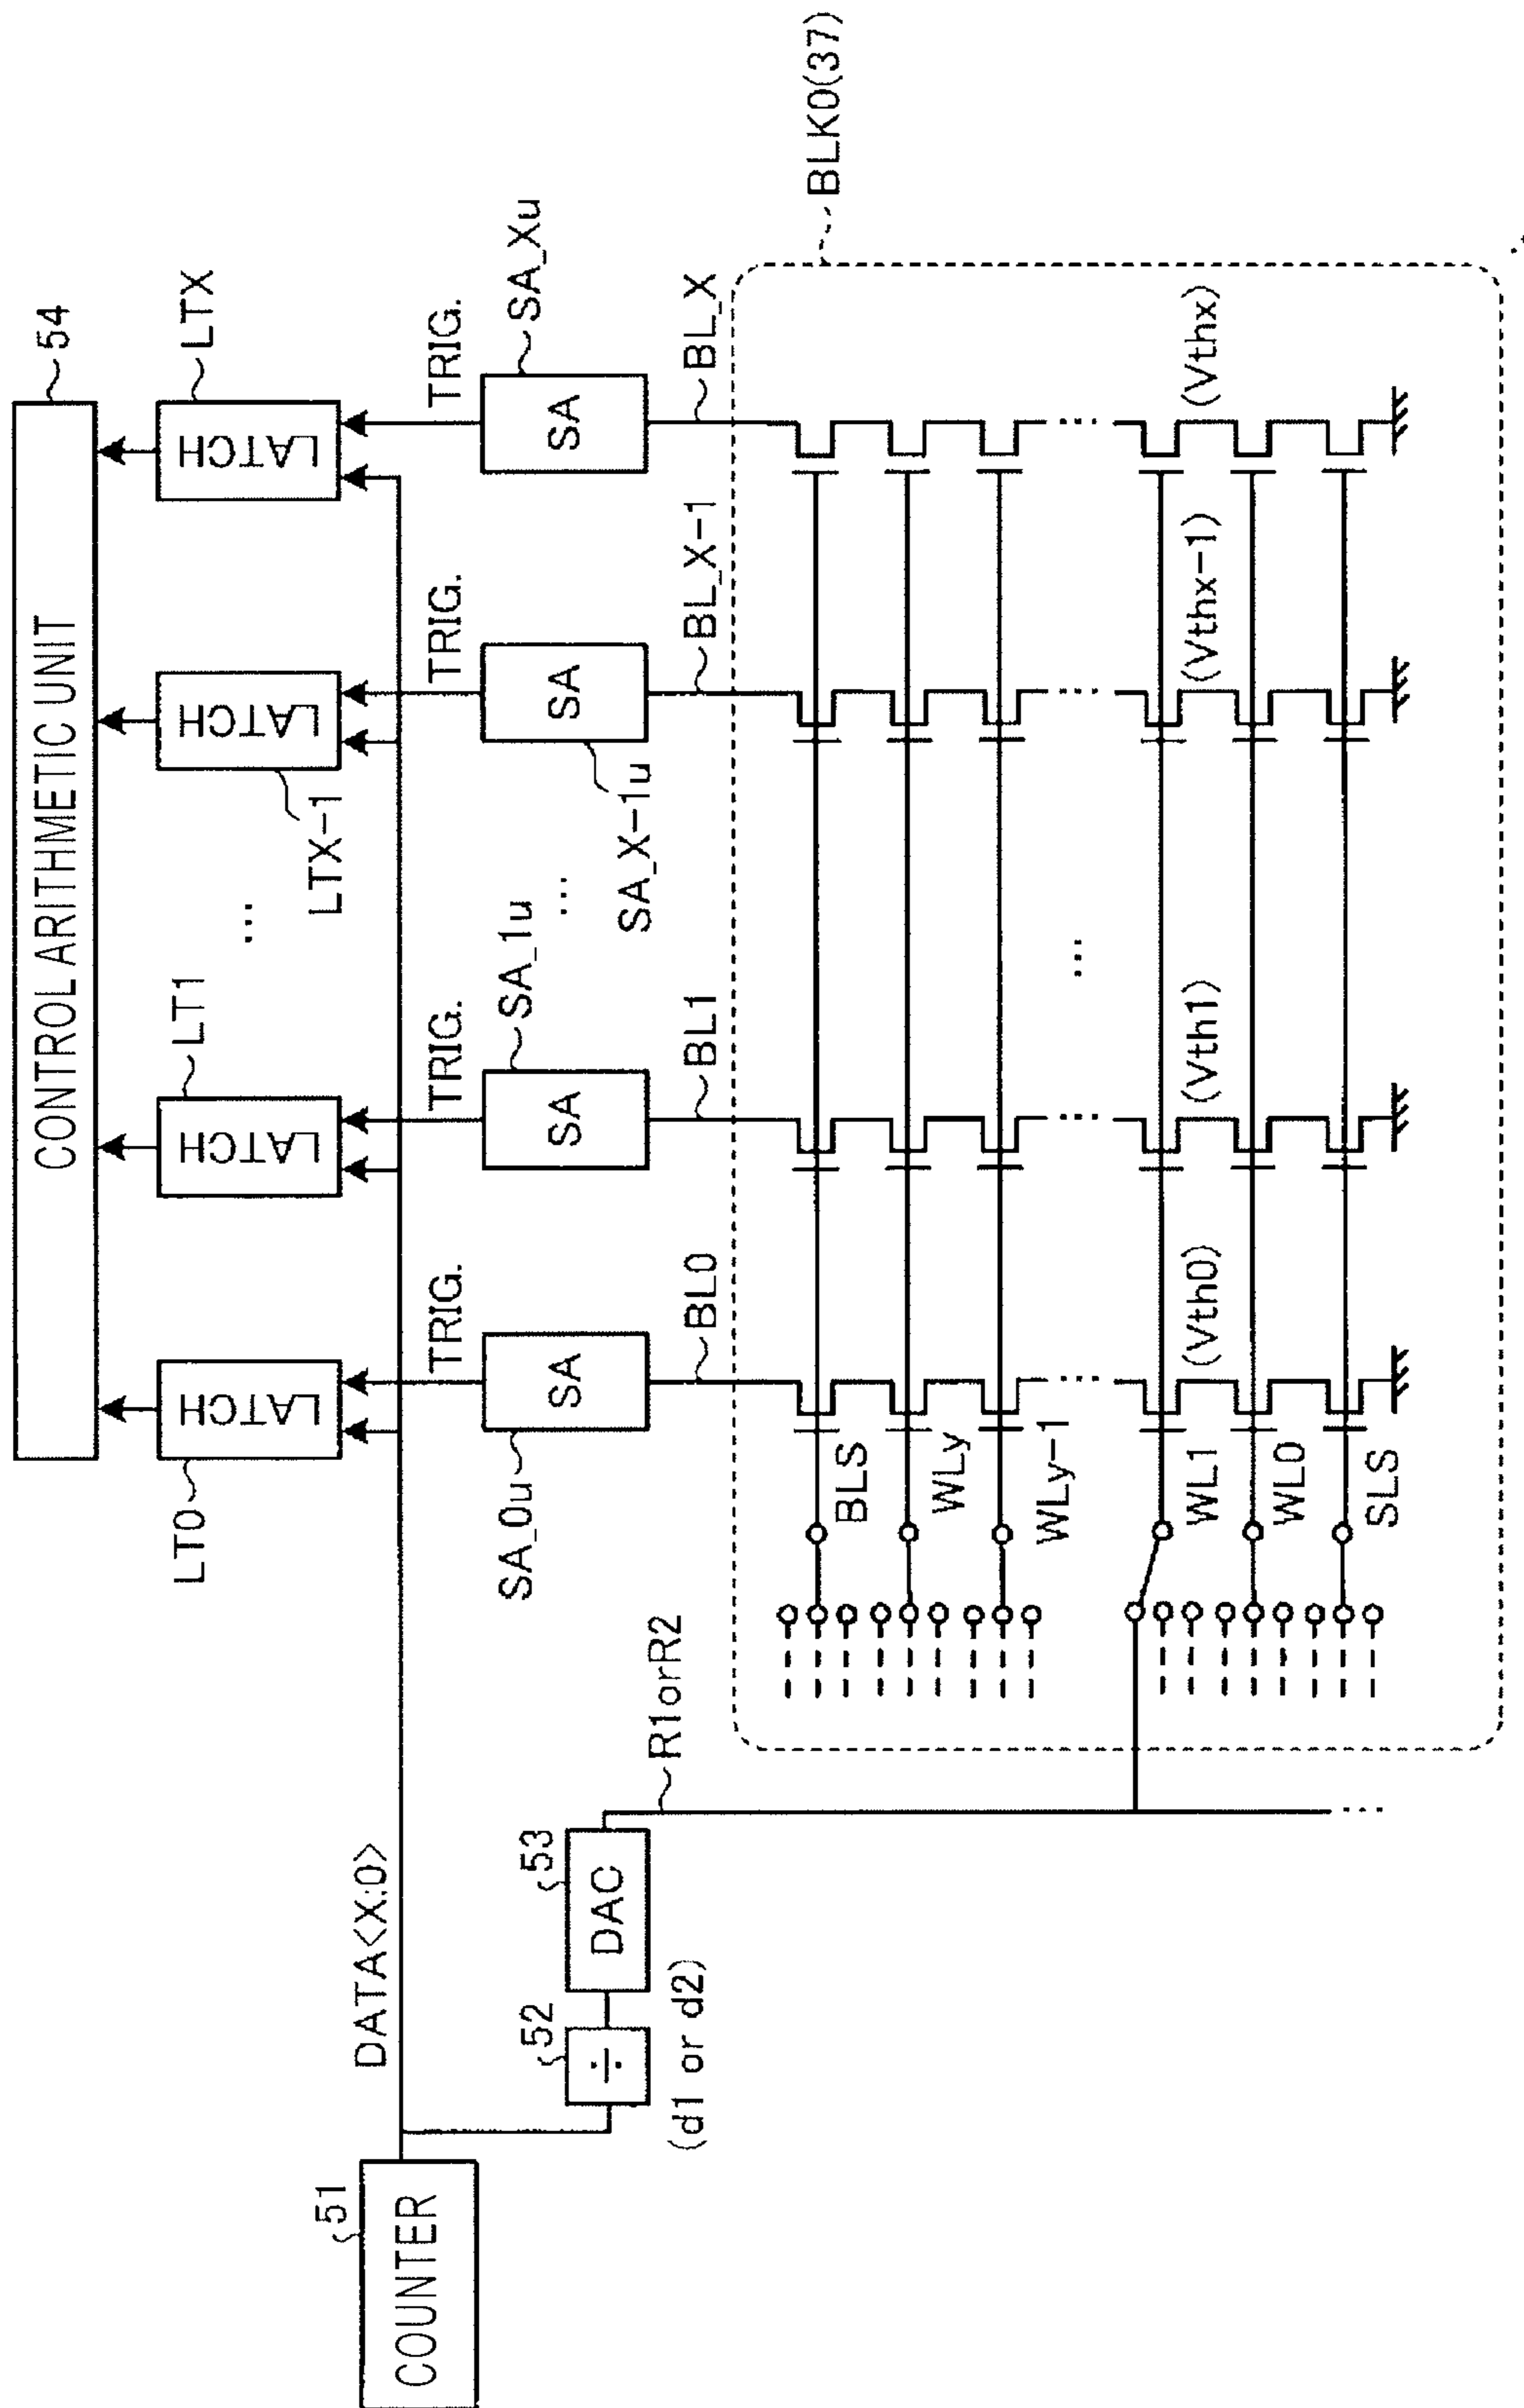 54
CONTROL ARITHMETIC UNIT
LT0
LATCH
LT1
LATCH
...
LTX-1
LATCH
LTX
LATCH
51
COUNTER
DATA<X:0>
TRIG.
TRIG.
TRIG.
TRIG.
52
÷
(d1 or d2)
53
DAC
R1orR2
SA_0u
SA
SA_1u
SA
...
SA_X-1u
SA
SA_Xu
SA
BL0
BL1
BL_X-1
BL_X
BLK0(37)
BLS
WLy
WLy-1
...
...
...
...
...
WL1
(Vth0)
(Vth1)
(Vthx-1)
(Vthx)
WL0
SLS
...
...